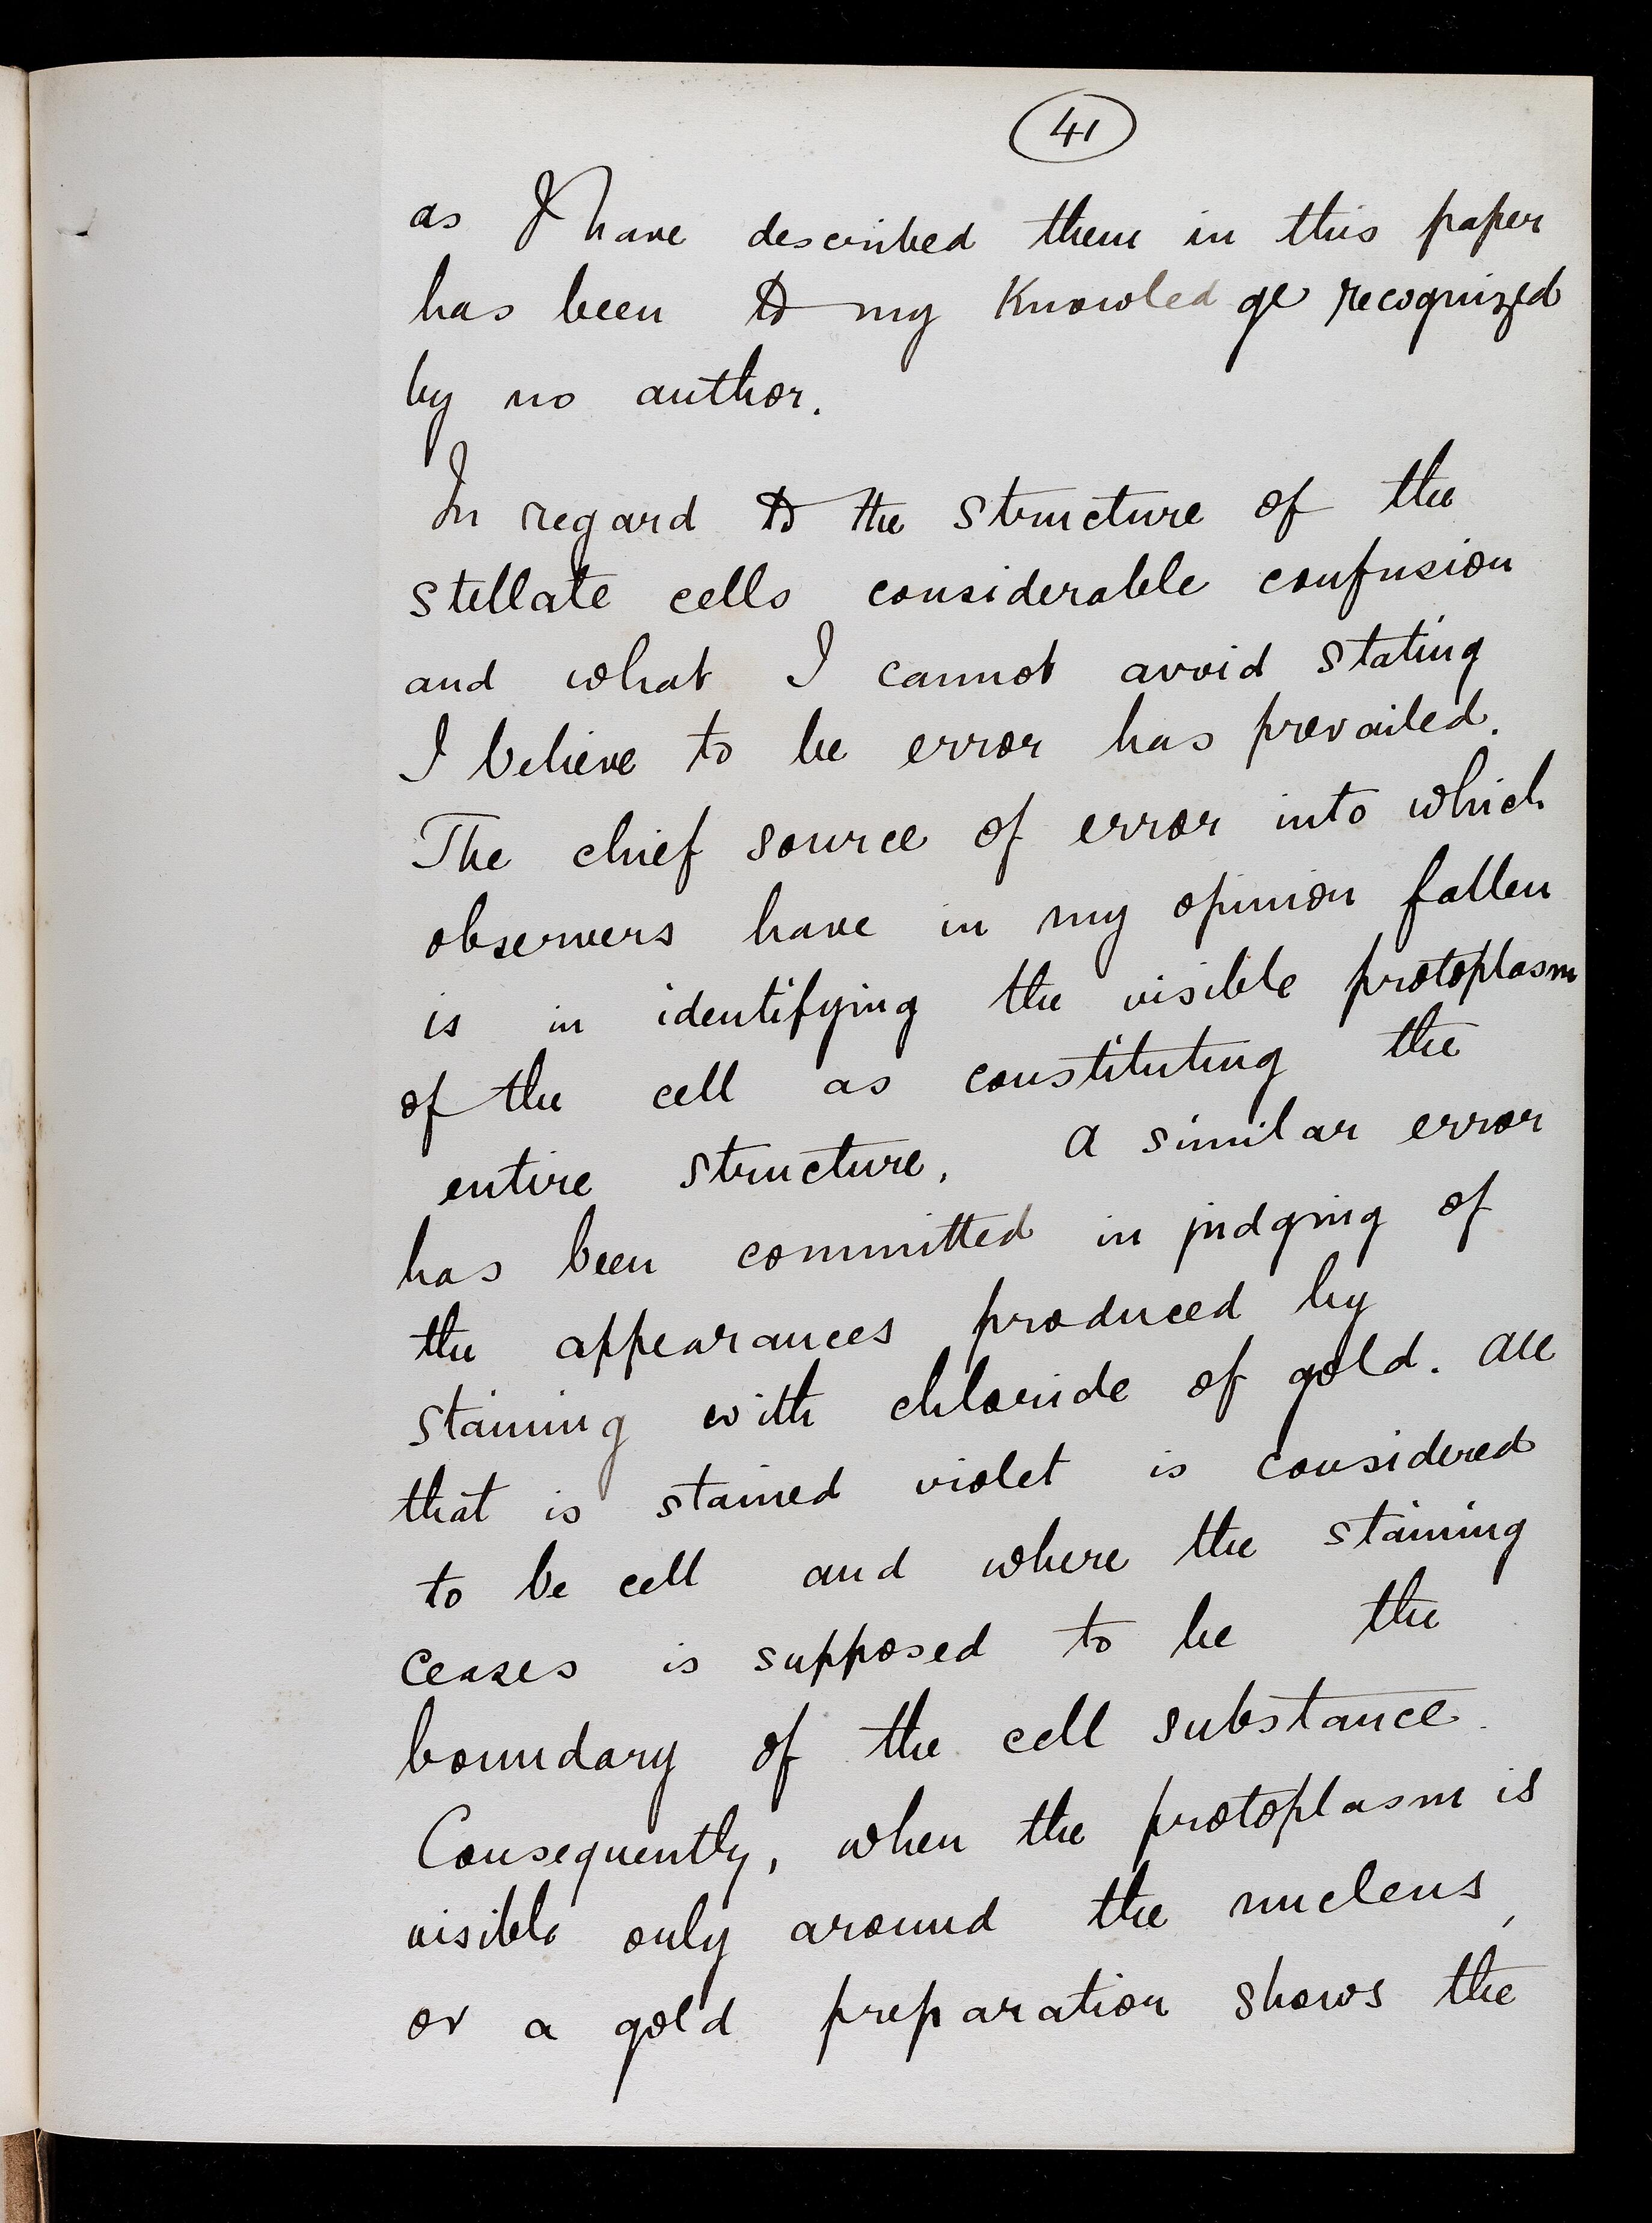 41
as I have described them in this paper
has been to my Knowledge recognized
by no author.
In regard to the structure of the
stellate cells considerable confusion
and what I cannot avoid stating
I believe to be error has prevailed.
The chief source of error into which
observers have in my opinion fallen
is in identifying the visible protoplasm
of the cell as constituting the
entire structure. A similar error
has been committed in judging of
the appearances produced by
staining with chloride of gold. All
that is stained violet is considered
to be cell and where the staining
ceases is supposed to be the
boundary of the cell substance.
Consequently, when the protoplasm is
visible only around the nucleus,
or a gold preparation shows the